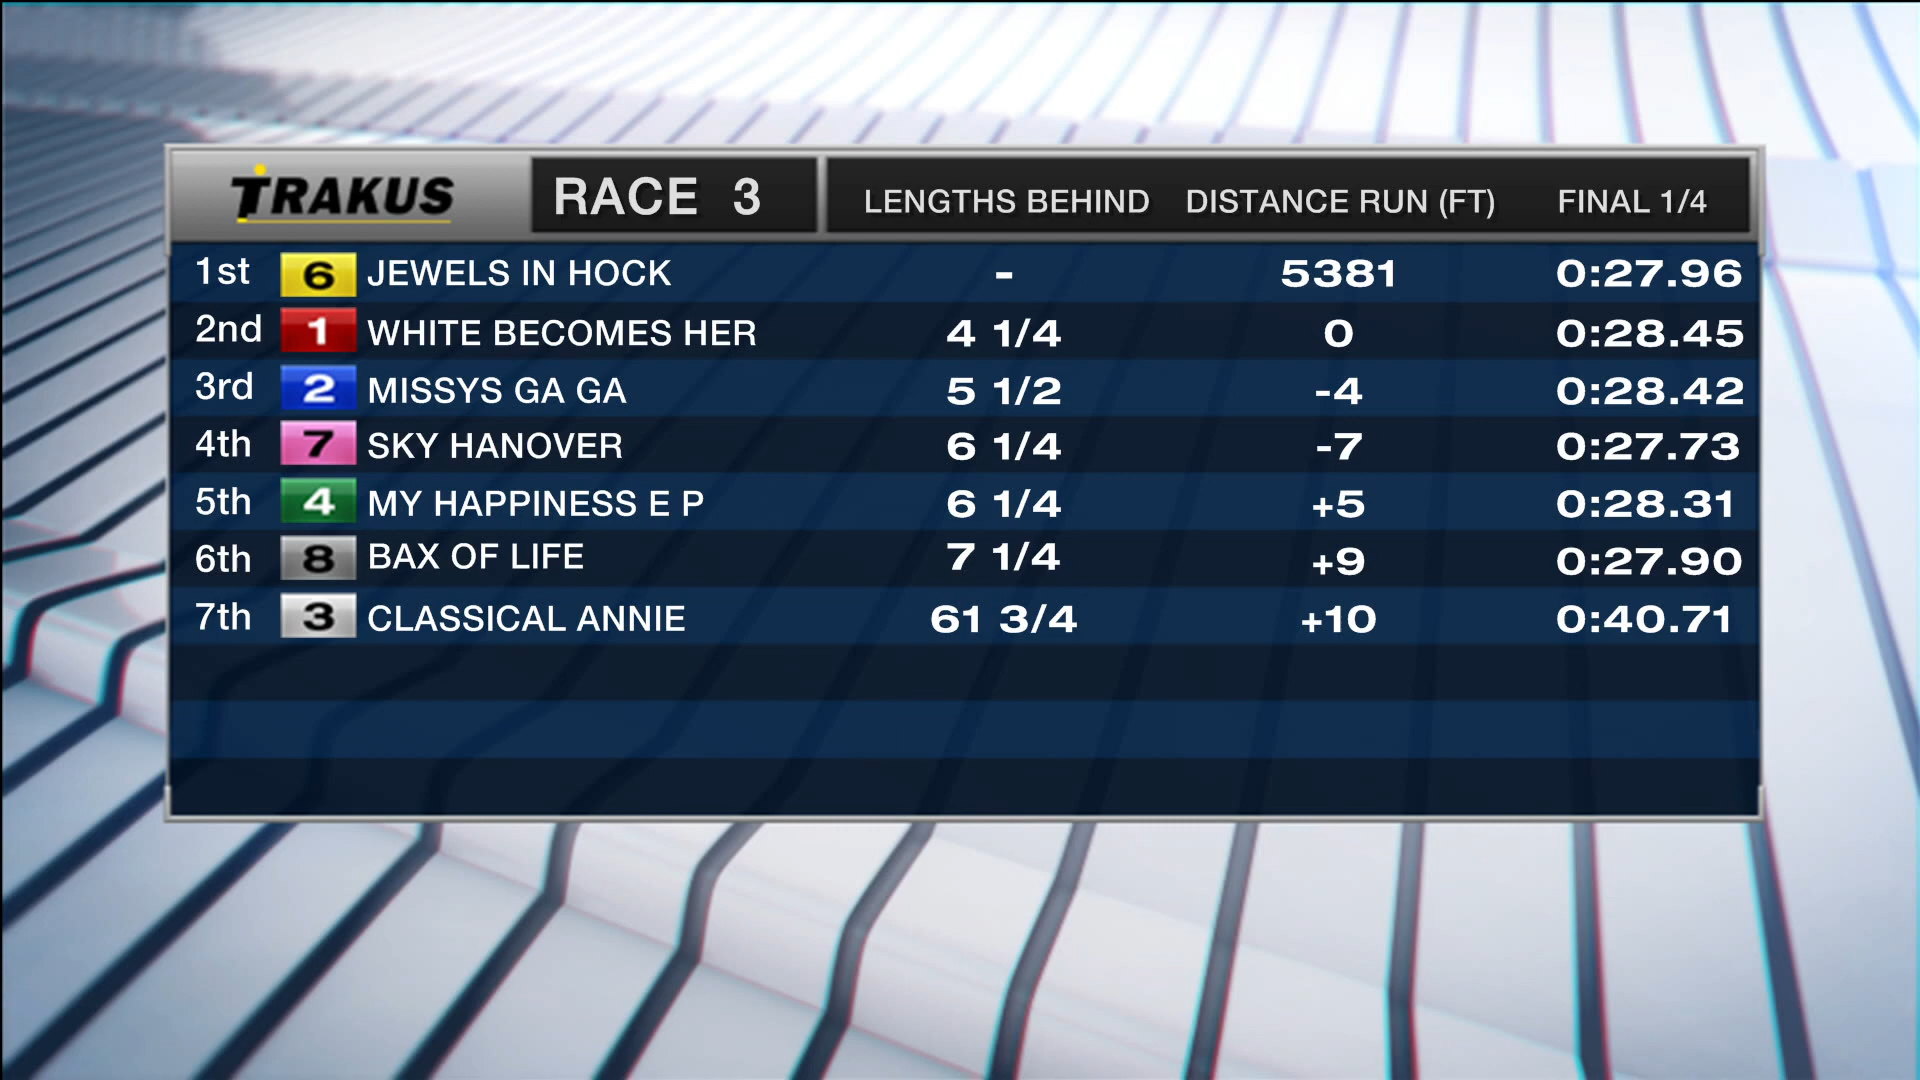 TRAKUS RACE 3 LENGTHS BEHIND DISTANCE RUN (FT) FINAL 1/4
1st 6 JEWELS IN HOCK - 5381 0:27.96
2nd 1 WHITE BECOMES HER 4 1/4 0 0:28.45
3rd 2 MISSYS GA GA 5 1/2 -4 0:28.42
4th 7 SKY HANOVER 6 1/4 -7 0:27.73
5th 4 MY HAPPINESS E P 6 1/4 +5 0:28.31
6th 8 BAX OF LIFE 7 1/4 +9 0:27.90
7th 3 CLASSICAL ANNIE 61 3/4 +10 0:40.71